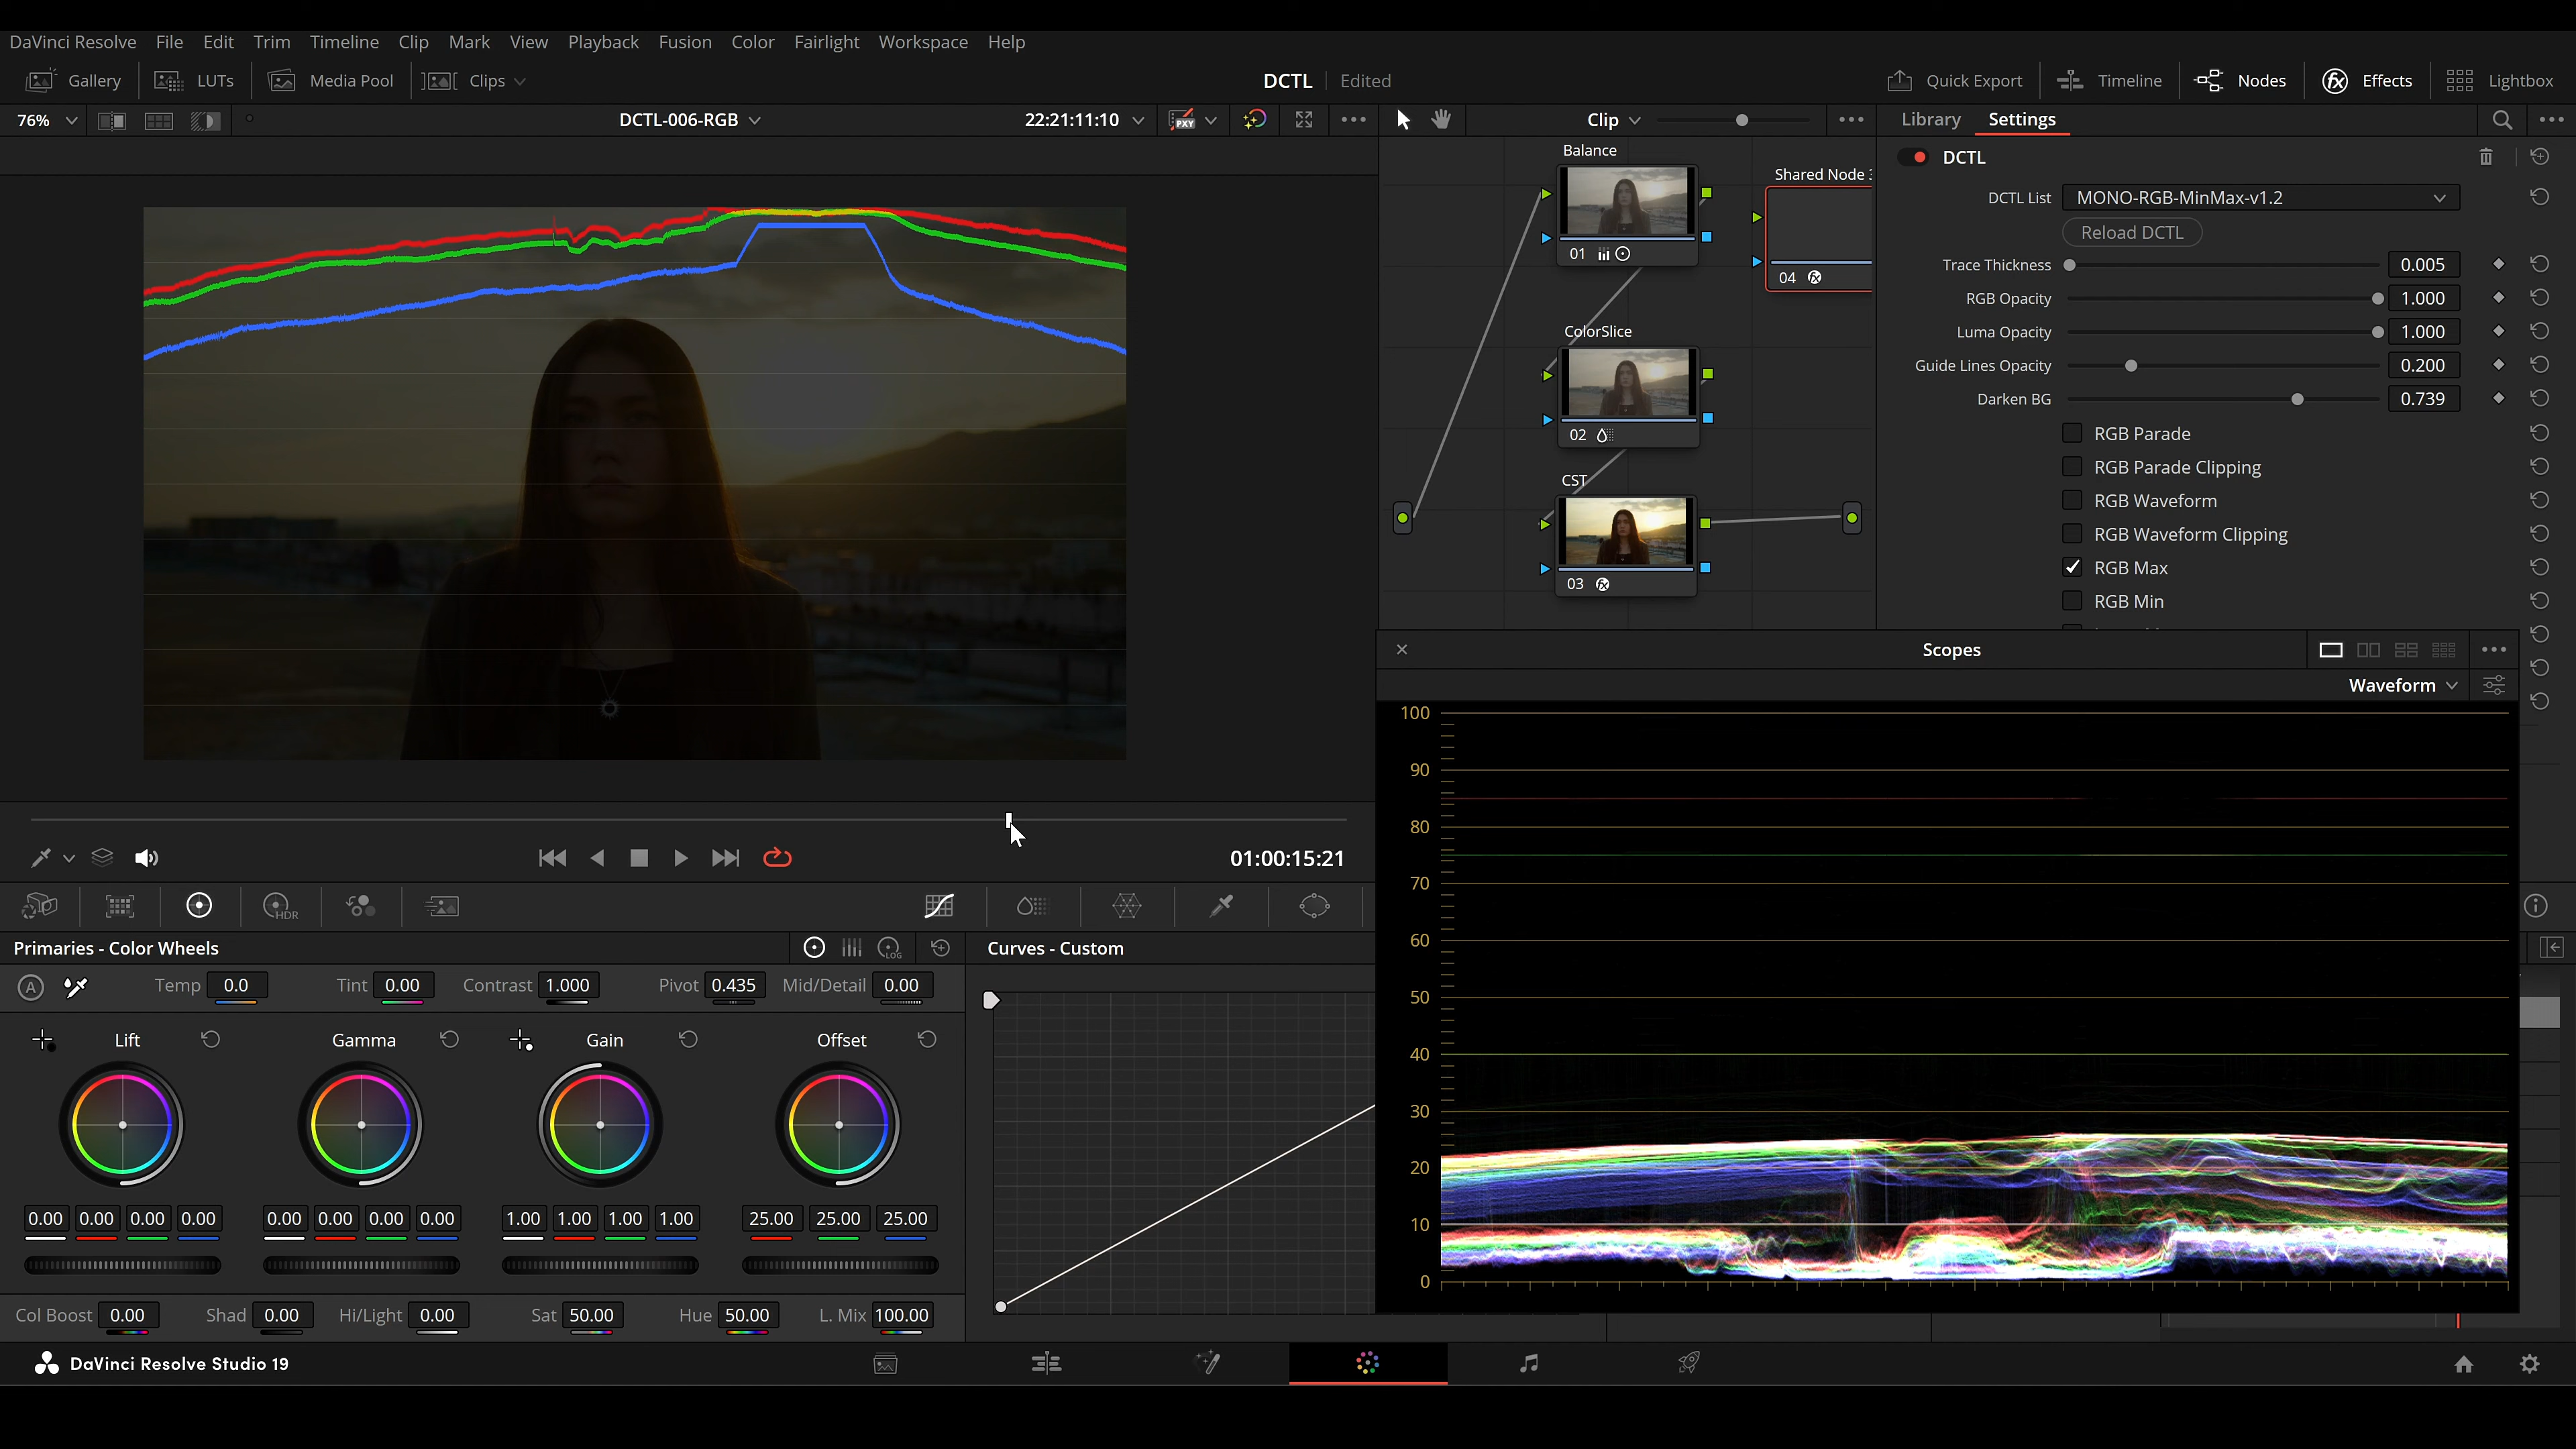 DaVinci Resolve File Edit Trim Timeline Clip Mark View Playback Fusion Color Fairlight Workspace Help
Gallery LUTs Media Pool Clips DCTL Edited Quick Export Timeline Nodes Effects Lightbox
76% DCTL-006-RGB 22:21:11:10 PXY Clip Library Settings
Balance
01
Shared Node
04
ColorSlice
02
CST
03
DCTL
DCTL List MONO-RGB-MinMax-v1.2
Reload DCTL
Trace Thickness 0.005
RGB Opacity 1.000
Luma Opacity 1.000
Guide Lines Opacity 0.200
Darken BG 0.739
RGB Parade
RGB Parade Clipping
RGB Waveform
RGB Waveform Clipping
RGB Max
RGB Min
Scopes
Waveform
100
90
80
70
60
50
40
30
20
10
0
01:00:15:21
HDR
Primaries - Color Wheels LOG Curves - Custom
A Temp 0.0 Tint 0.00 Contrast 1.000 Pivot 0.435 Mid/Detail 0.00
Lift Gamma Gain Offset
0.00 0.00 0.00 0.00 0.00 0.00 0.00 0.00 1.00 1.00 1.00 1.00 25.00 25.00 25.00
Col Boost 0.00 Shad 0.00 Hi/Light 0.00 Sat 50.00 Hue 50.00 L. Mix 100.00
DaVinci Resolve Studio 19